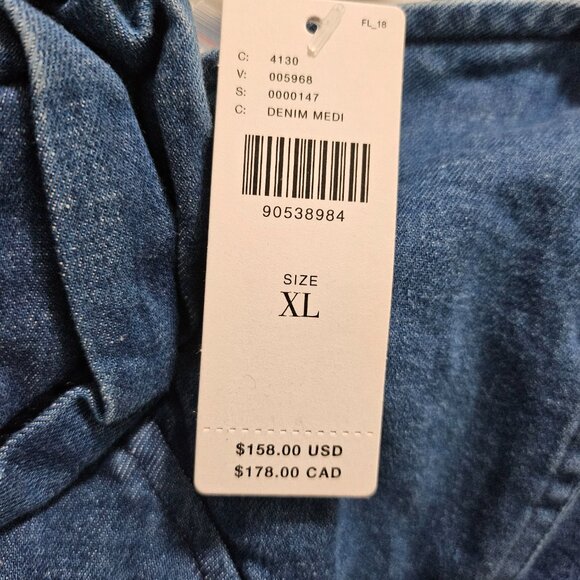 FL_18
C: 4130
V: 005968
S: 0000147
C: DENIM MEDI
90538984
SIZE
XL
$158.00 USD
$178.00 CAD